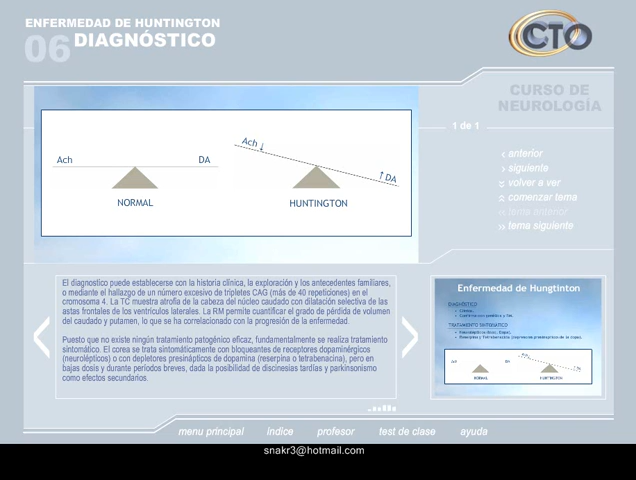 ENFERMEDAD DE HUNTINGTON
06 DIAGNÓSTICO
CTO
CURSO DE
NEUROLOGÍA
1 de 1
‹ anterior
› siguiente
volver a ver
comenzar tema
‹‹ tema anterior
›› tema siguiente
Ach DA
NORMAL
Ach ↓
↑ DA
HUNTINGTON
El diagnostico puede establecerse con la historia clínica, la exploración y los antecedentes familiares,
o mediante el hallazgo de un número excesivo de tripletes CAG (más de 40 repeticiones) en el
cromosoma 4. La TC muestra atrofia de la cabeza del núcleo caudado con dilatación selectiva de las
astas frontales de los ventrículos laterales. La RM permite cuantificar el grado de pérdida de volumen
del caudado y putamen, lo que se ha correlacionado con la progresión de la enfermedad.
Puesto que no existe ningún tratamiento patogénico eficaz, fundamentalmente se realiza tratamiento
sintomático. El corea se trata sintomáticamente con bloqueantes de receptores dopaminérgicos
(neurolépticos) o con depletores presinápticos de dopamina (reserpina o tetrabenacina), pero en
bajas dosis y durante períodos breves, dada la posibilidad de discinesias tardías y parkinsonismo
como efectos secundarios.
Enfermedad de Hungtinton
DIAGNÓSTICO
TRATAMIENTO SINTOMATICO
Ach DA
NORMAL
HUNTINGTON
menu principal índice profesor test de clase ayuda
snakr3@hotmail.com